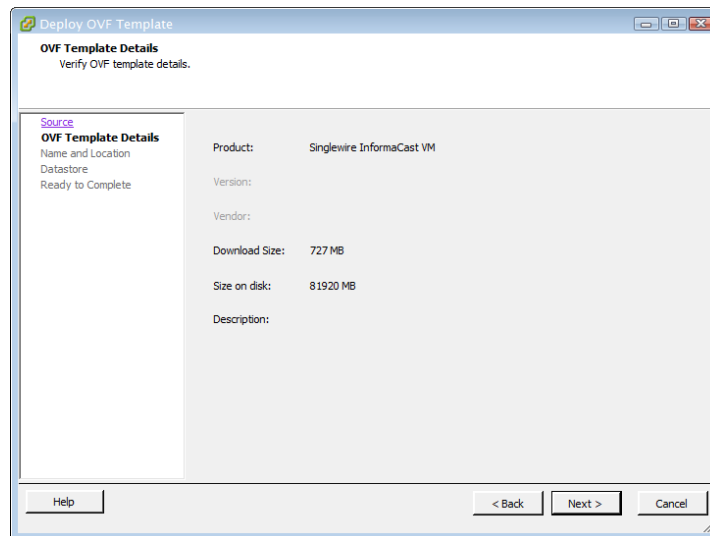 Deploy OVF Template
OVF Template Details
Verify OVF template details.
Source
OVF Template Details
Name and Location
Datastore
Ready to Complete
Product: Singlewire InformaCast VM
Version:
Vendor:
Download Size: 727 MB
Size on disk: 81920 MB
Description:
Help < Back Next > Cancel